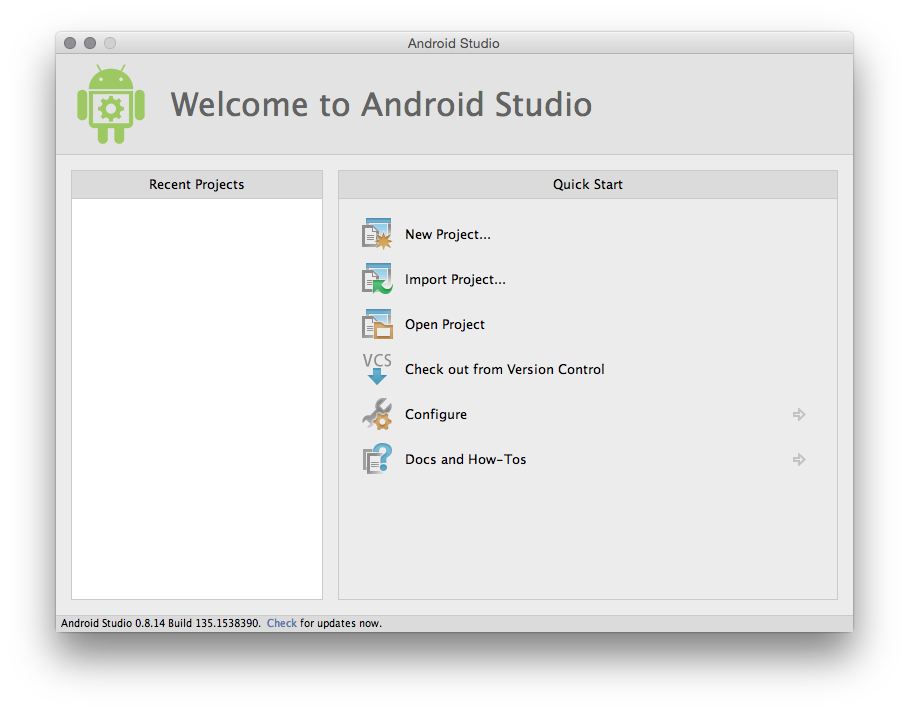 Android Studio
Welcome to Android Studio
Recent Projects
Quick Start
New Project...
Import Project...
Open Project
VCS
Check out from Version Control
Configure
Docs and How-Tos
Android Studio 0.8.14 Build 135.1538390. Check for updates now.